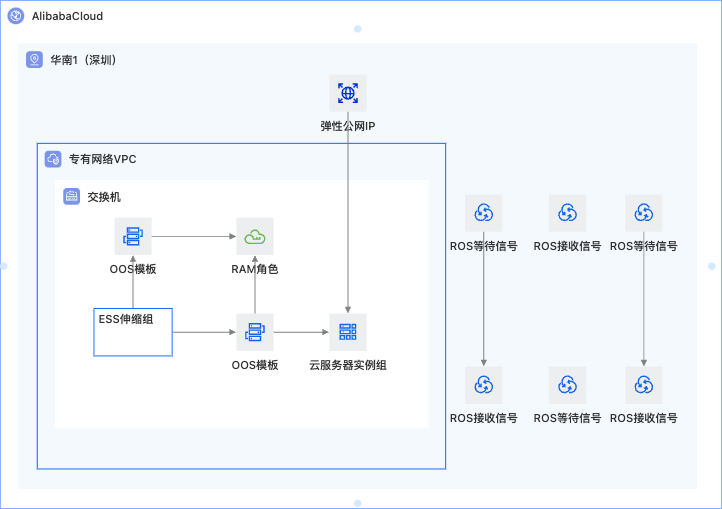 AlibabaCloud
华南1（深圳）
弹性公网IP
专有网络VPC
交换机
OOS模板
RAM角色
ROS等待信号
ROS接收信号
ROS等待信号
ESS伸缩组
OOS模板
云服务器实例组
ROS接收信号
ROS等待信号
ROS接收信号